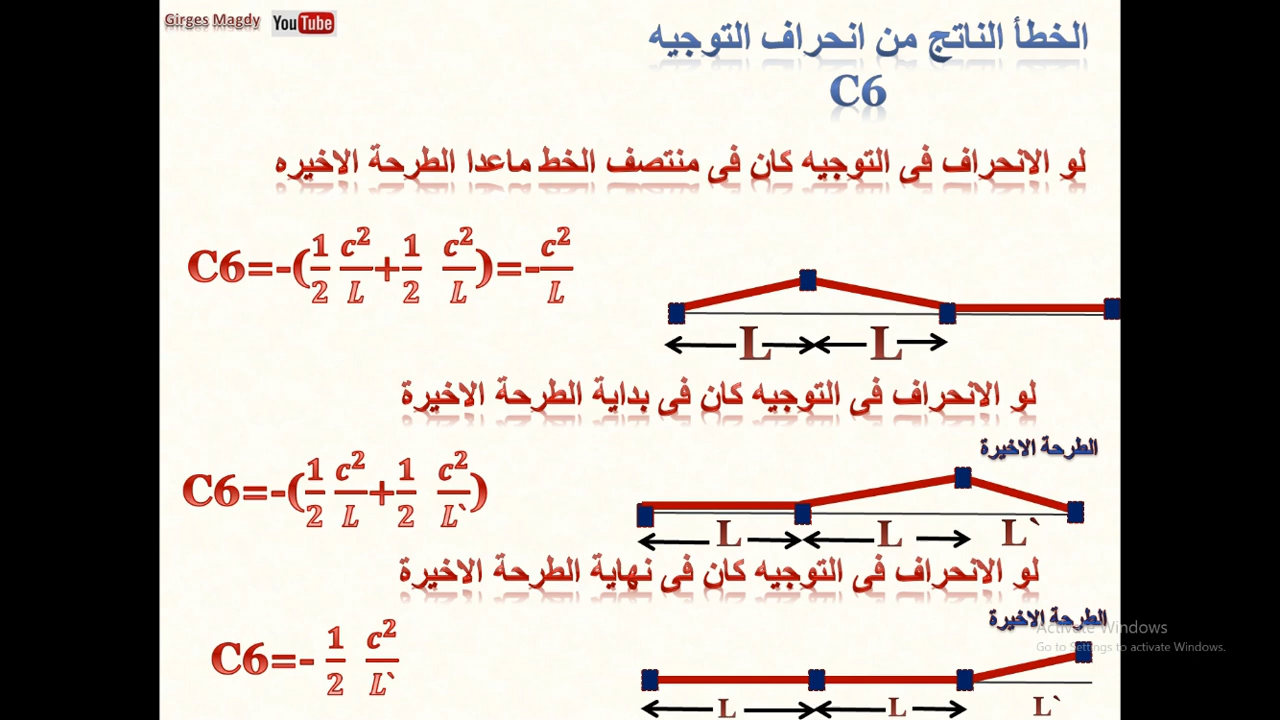 Girges Magdy YouTube
الخطأ الناتج من انحراف التوجيه
C6
لو الانحراف فى التوجيه كان فى منتصف الخط ماعدا الطرحة الاخيره
C6=-(1/2 c²/L+1/2 c²/L)=-c²/L
L L
لو الانحراف فى التوجيه كان فى بداية الطرحة الاخيرة
الطرحة الاخيرة
C6=-(1/2 c²/L+1/2 c²/L`)
L L L`
لو الانحراف فى التوجيه كان فى نهاية الطرحة الاخيرة
الطرحة الاخيرة
Activate Windows
Go to Settings to activate Windows.
C6=- 1/2 c²/L`
L L L`